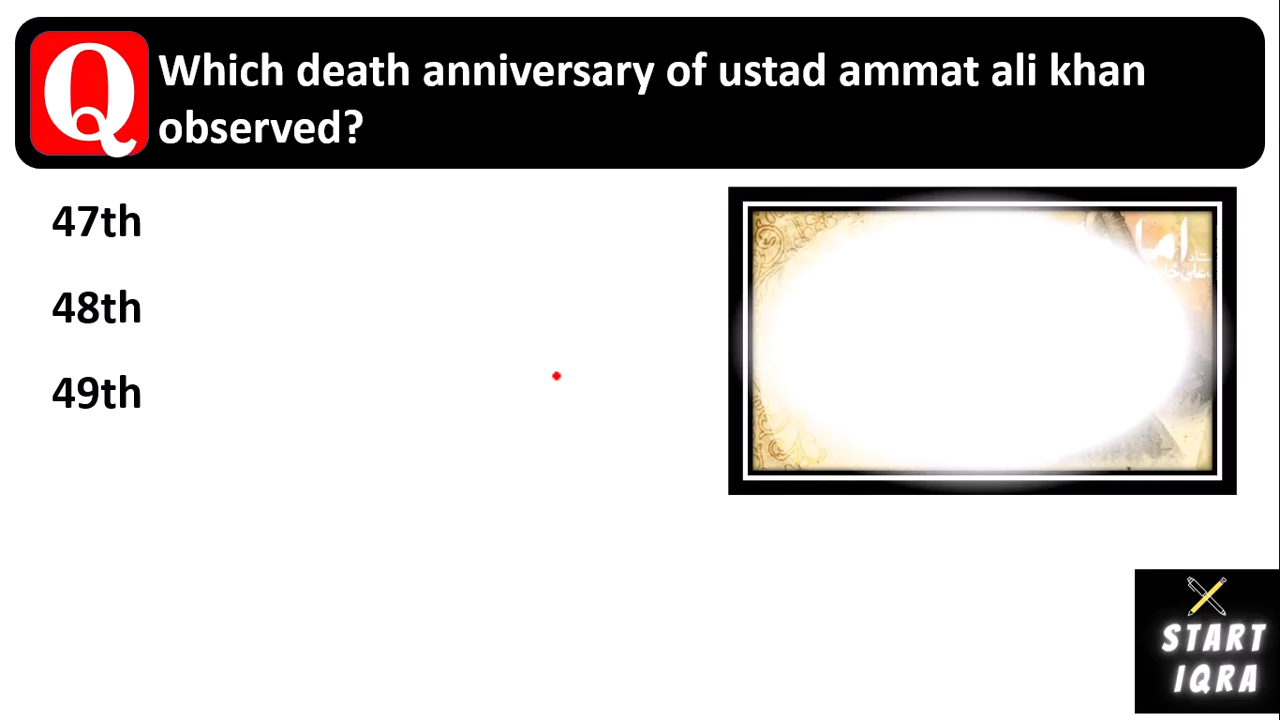 Q
Which death anniversary of ustad ammat ali khan
observed?
47th
48th
49th
START
IQRA